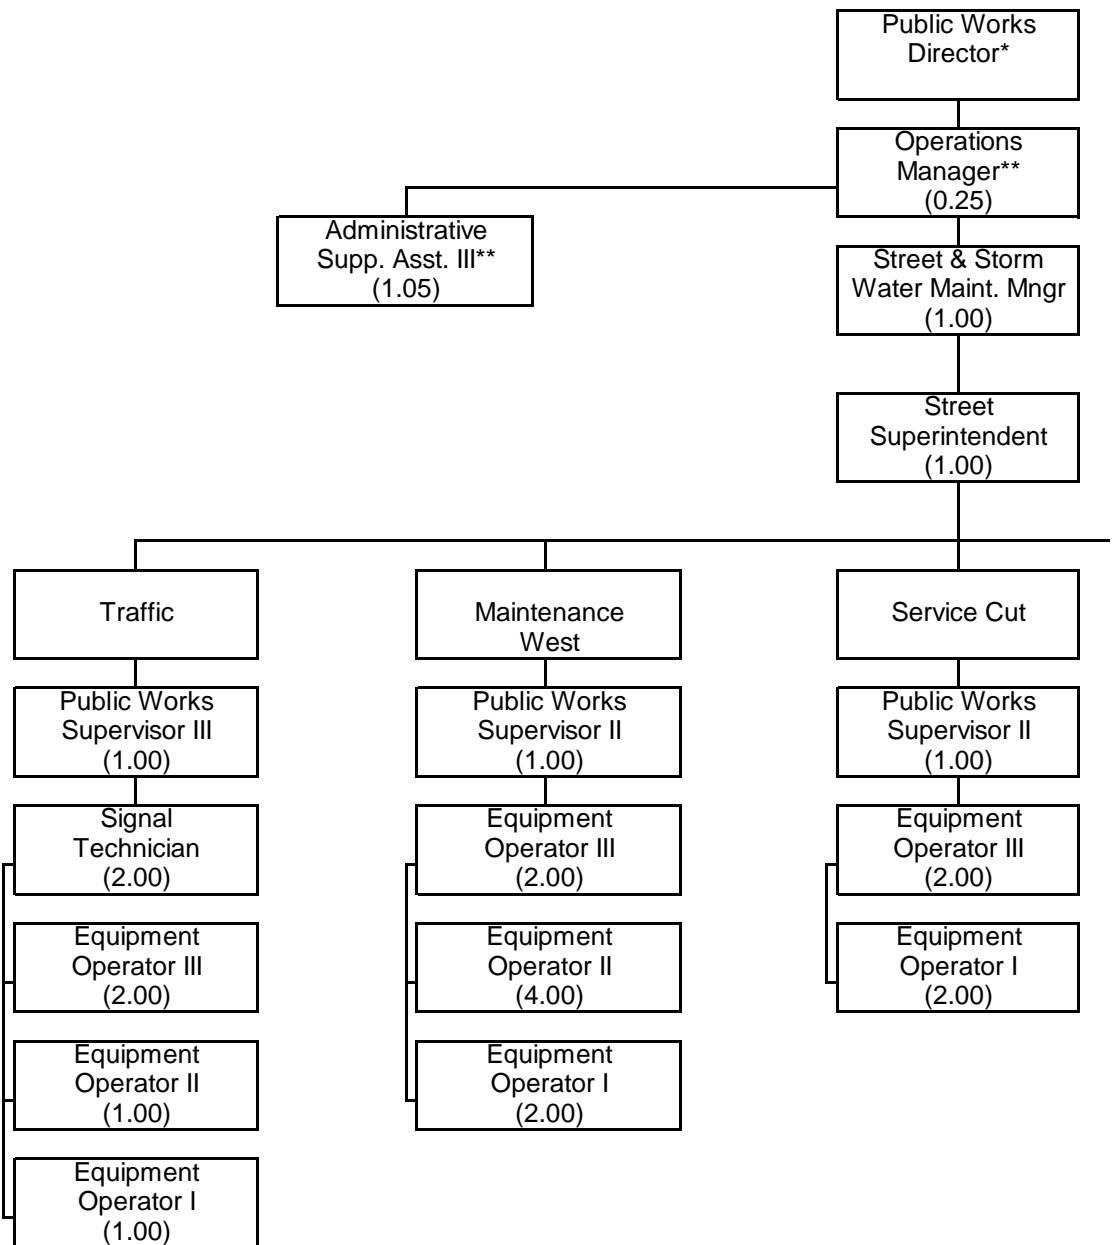 Public Works
Director*
Operations
Manager**
(0.25)
Administrative
Supp. Asst. III**
(1.05)
Street & Storm
Water Maint. Mngr
(1.00)
Street
Superintendent
(1.00)
Traffic
Public Works
Supervisor III
(1.00)
Signal
Technician
(2.00)
Equipment
Operator III
(2.00)
Equipment
Operator II
(1.00)
Equipment
Operator I
(1.00)
Maintenance
West
Public Works
Supervisor II
(1.00)
Equipment
Operator III
(2.00)
Equipment
Operator II
(4.00)
Equipment
Operator I
(2.00)
Service Cut
Public Works
Supervisor II
(1.00)
Equipment
Operator III
(2.00)
Equipment
Operator I
(2.00)